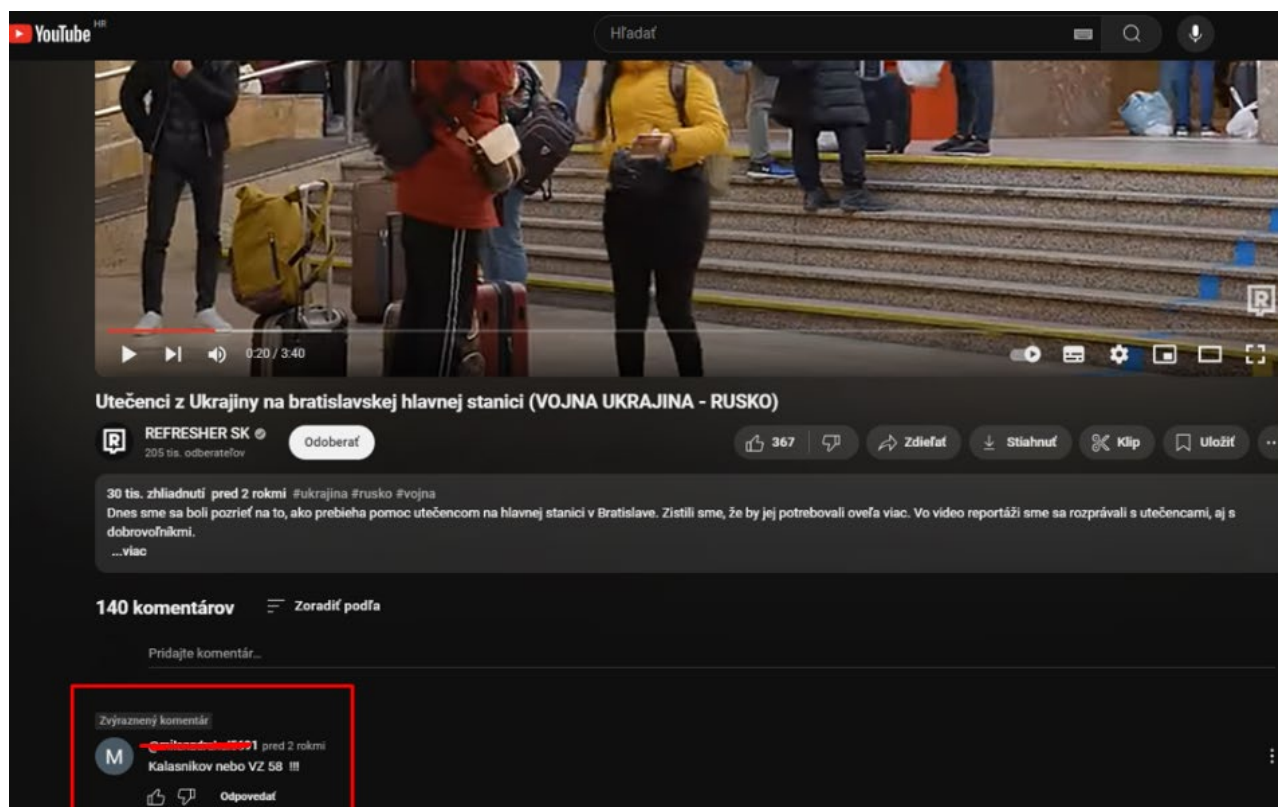 YouTube HR
Hľadať
R
0:20 / 3:40
Utečenci z Ukrajiny na bratislavskej hlavnej stanici (VOJNA UKRAJINA - RUSKO)
R REFRESHER SK
205 tis. odberateľov
Odoberať
367
Zdieľať
Stiahnuť
Klip
Uložiť
30 tis. zhliadnutí pred 2 rokmi #ukrajina #rusko #vojna
Dnes sme sa boli pozrieť na to, ako prebieha pomoc utečencom na hlavnej stanici v Bratislave. Zistili sme, že by jej potrebovali oveľa viac. Vo video reportáži sme sa rozprávali s utečencami, aj s
dobrovoľníkmi.
...viac
140 komentárov
Zoradiť podľa
Pridajte komentár...
Zvýraznený komentár
M
pred 2 rokmi
Kalasnikov nebo VZ 58 !!!
Odpovedať